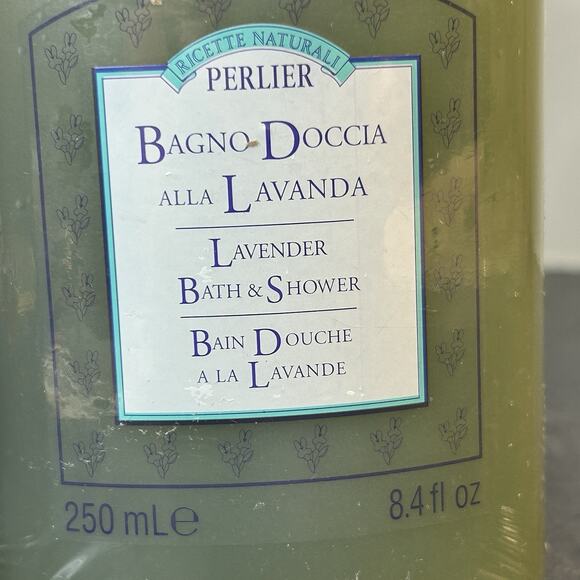 RICETTE NATURALI
PERLIER
BAGNO DOCCIA
ALLA LAVANDA
LAVENDER
BATH & SHOWER
BAIN DOUCHE
A LA LAVANDE
250 mL℮
8.4 fl oz